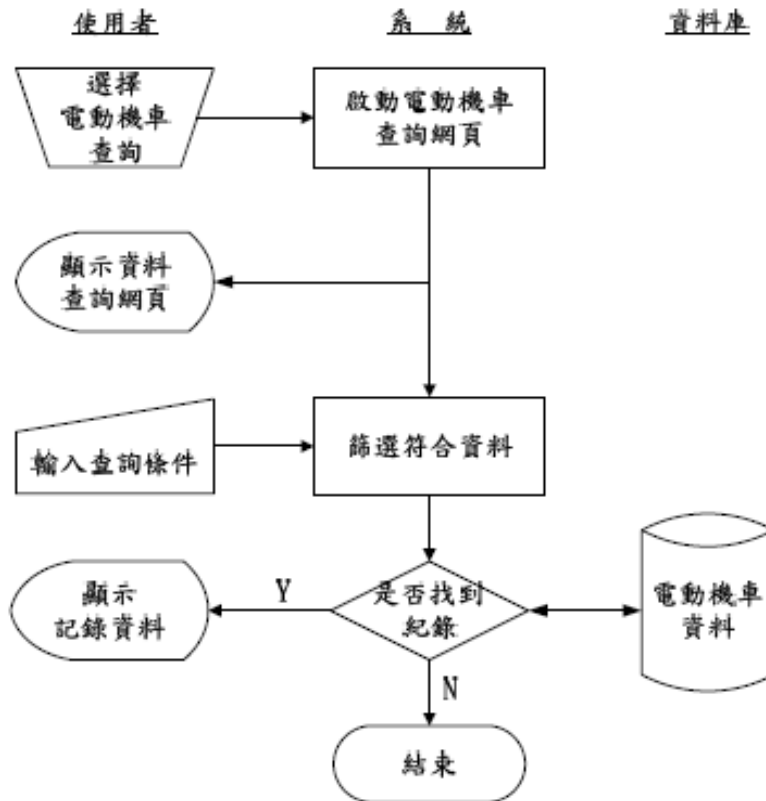 使用者
系 統
資料庫
選擇
電動機車
查詢
啟動電動機車
查詢網頁
顯示資料
查詢網頁
輸入查詢條件
篩選符合資料
顯示
記錄資料
Y
是否找到
紀錄
電動機車
資料
N
結束